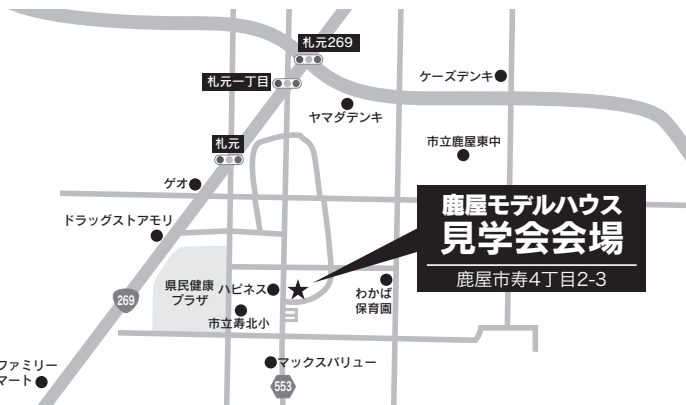 札元269
札元一丁目
ケーズデンキ
ヤマダデンキ
市立鹿屋東中
札元
ゲオ
鹿屋モデルハウス
見学会会場
鹿屋市寿4丁目2-3
ドラッグストアモリ
県民健康
プラザ
ハピネス
わかば
保育園
269
市立寿北小
ファミリー
マート
マックスバリュー
553